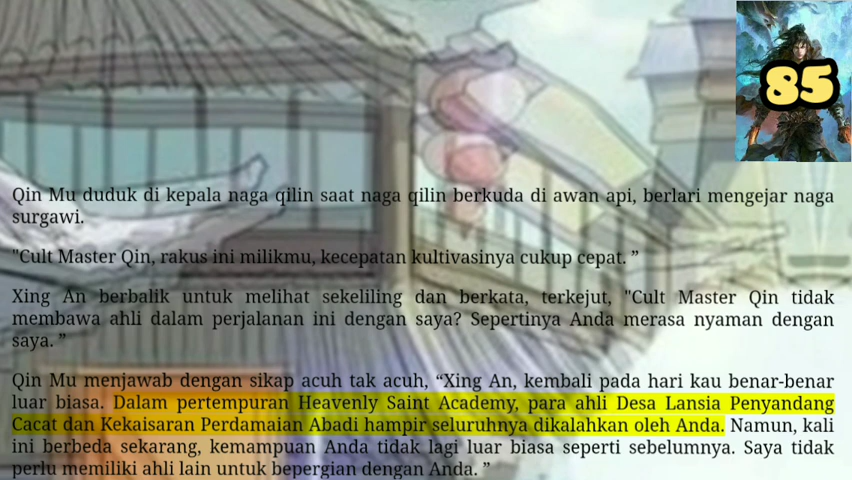 85
Qin Mu duduk di kepala naga qilin saat naga qilin berkuda di awan api, berlari mengejar naga
surgawi.
"Cult Master Qin, rakus ini milikmu, kecepatan kultivasinya cukup cepat. ”
Xing An berbalik untuk melihat sekeliling dan berkata, terkejut, "Cult Master Qin tidak
membawa ahli dalam perjalanan ini dengan saya? Sepertinya Anda merasa nyaman dengan
saya. ”
Qin Mu menjawab dengan sikap acuh tak acuh, “Xing An, kembali pada hari kau benar-benar
luar biasa. Dalam pertempuran Heavenly Saint Academy, para ahli Desa Lansia Penyandang
Cacat dan Kekaisaran Perdamaian Abadi hampir seluruhnya dikalahkan oleh Anda. Namun, kali
ini berbeda sekarang, kemampuan Anda tidak lagi luar biasa seperti sebelumnya. Saya tidak
perlu memiliki ahli lain untuk bepergian dengan Anda. ”